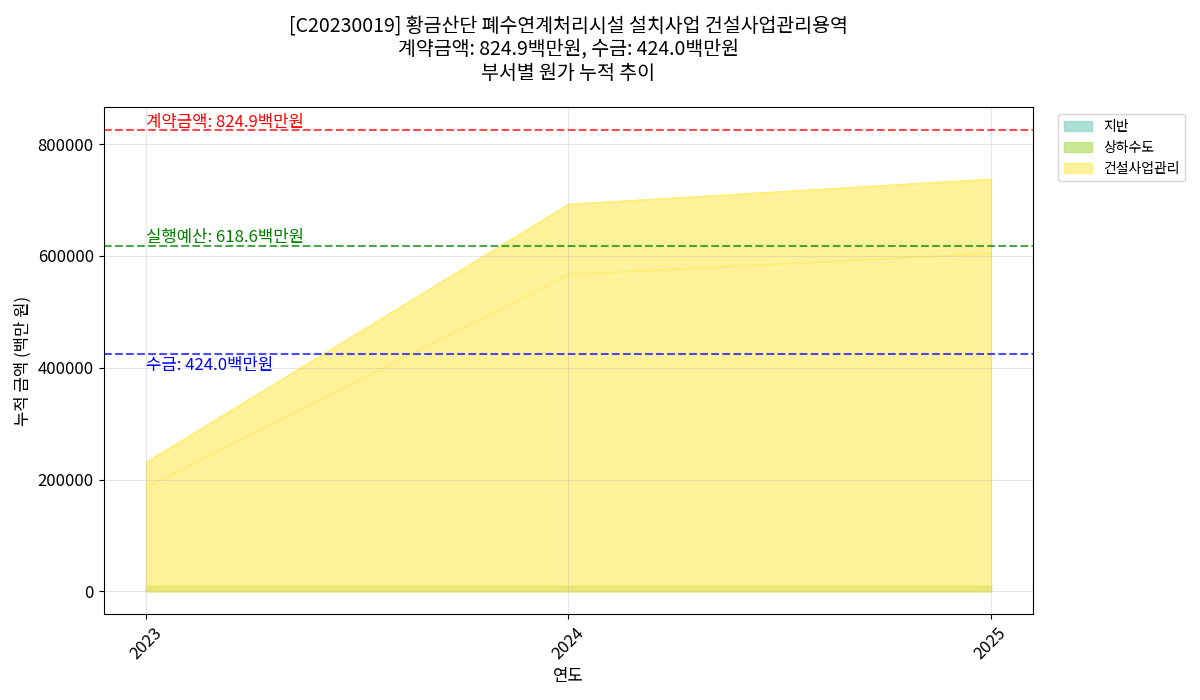 [C20230019] 황금산단 폐수연계처리시설 설치사업 건설사업관리용역
계약금액: 824.9백만원, 수금: 424.0백만원
부서별 원가 누적 추이
계약금액: 824.9백만원
실행예산: 618.6백만원
수금: 424.0백만원
지반
상하수도
건설사업관리
누적 금액 (백만 원)
800000
600000
400000
200000
0
2023
2024
2025
연도